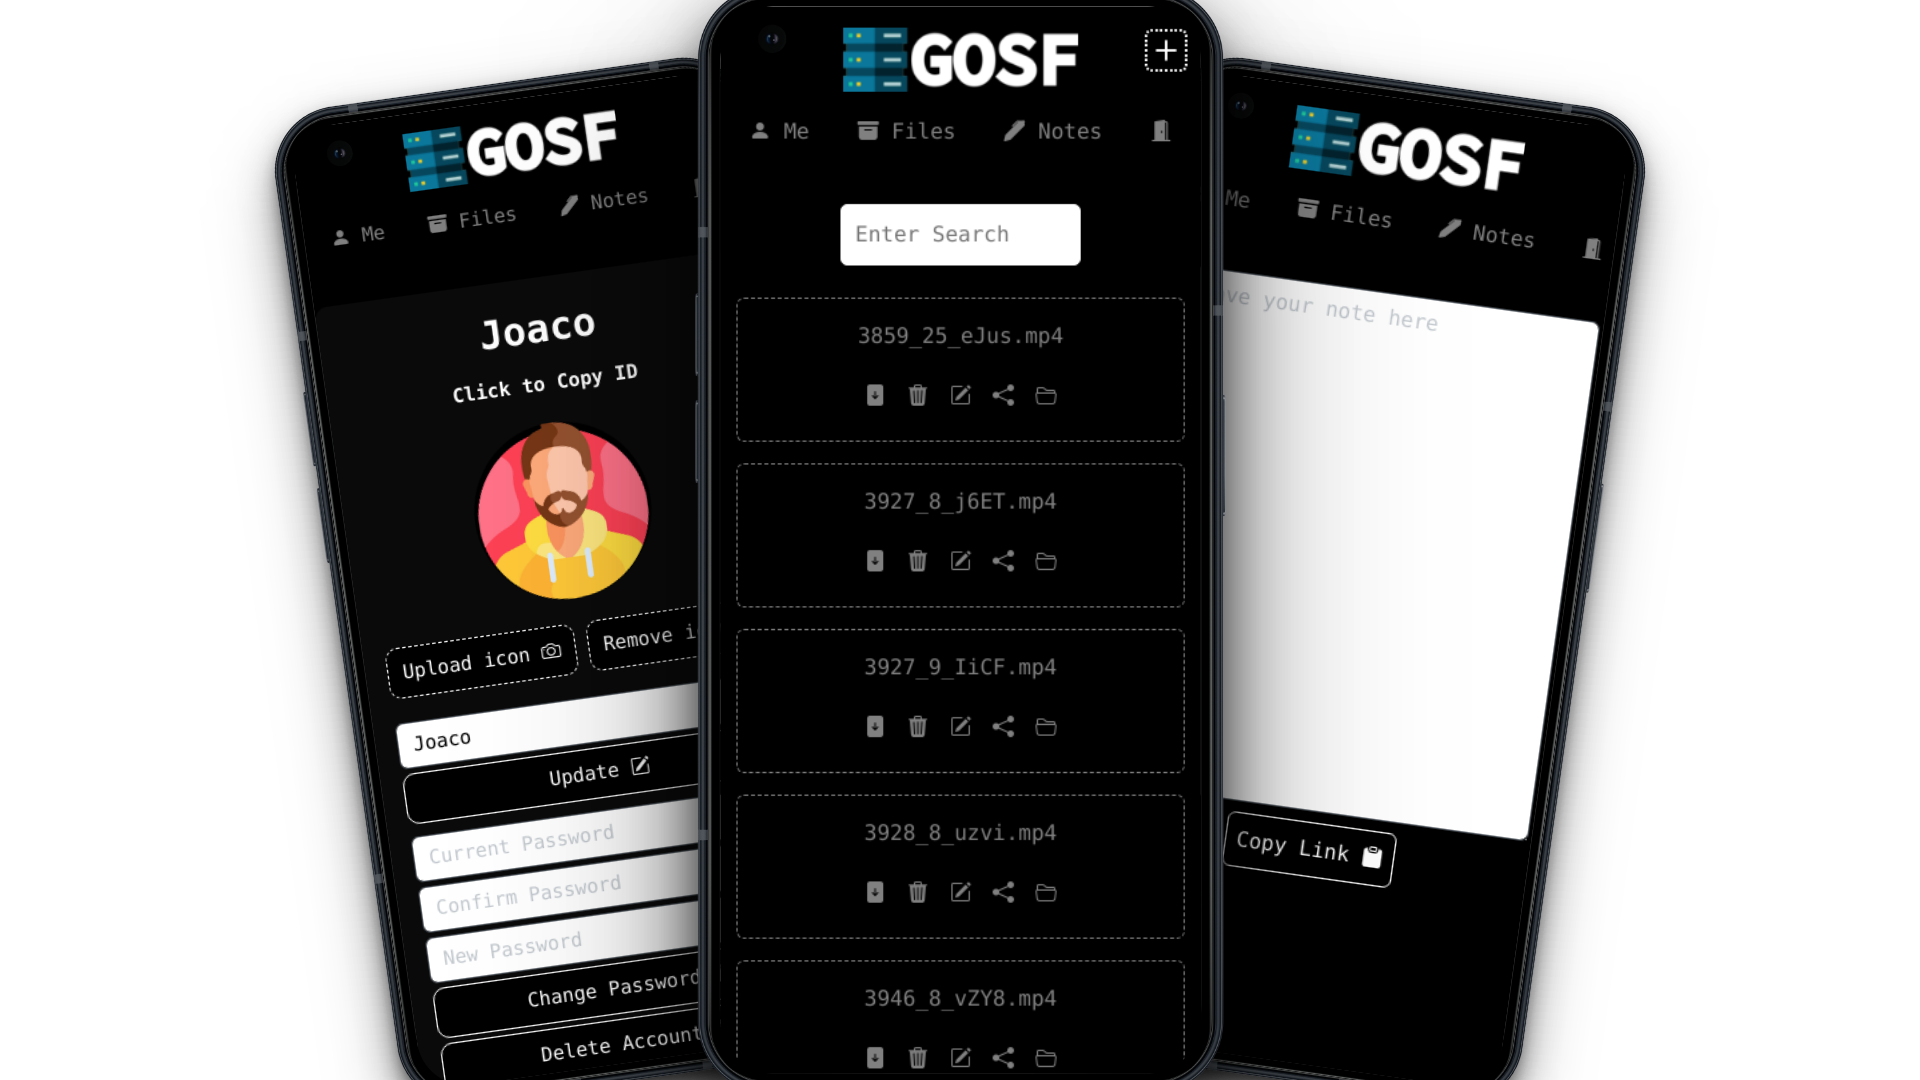 GOSF
Me
Files
Notes
Joaco
Click to Copy ID
Upload icon
Remove i
Joaco
Update
Current Password
Confirm Password
New Password
Change Password
Delete Account
GOSF
Me
Files
Notes
Enter Search
3859_25_eJus.mp4
3927_8_j6ET.mp4
3927_9_IiCF.mp4
3928_8_uzvi.mp4
3946_8_vZY8.mp4
GOSF
Me
Files
Notes
ve your note here
Copy Link